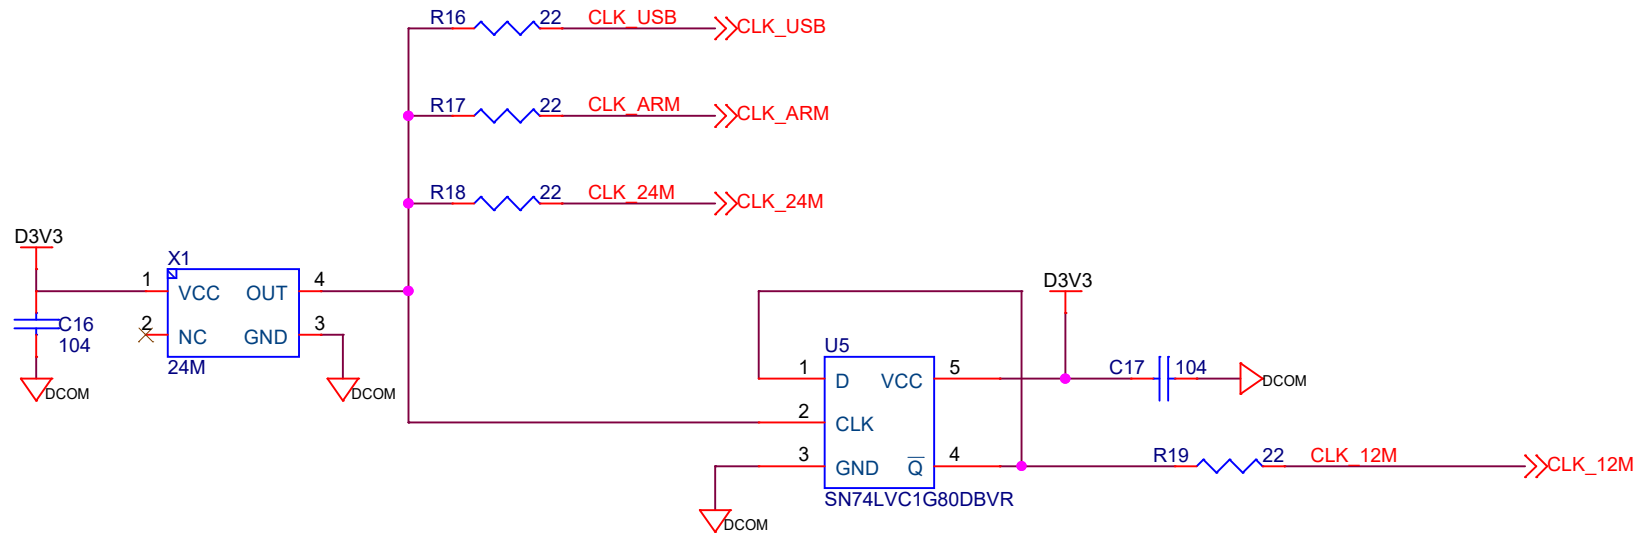 R16 22 CLK_USB CLK_USB
R17 22 CLK_ARM CLK_ARM
R18 22 CLK_24M CLK_24M
D3V3
X1
1 VCC OUT 4
2 NC GND 3
24M
C16
104
DCOM
DCOM
D3V3
U5
1 D VCC 5
2 CLK
3 GND Q 4
SN74LVC1G80DBVR
C17 104
DCOM
R19 22 CLK_12M CLK_12M
DCOM